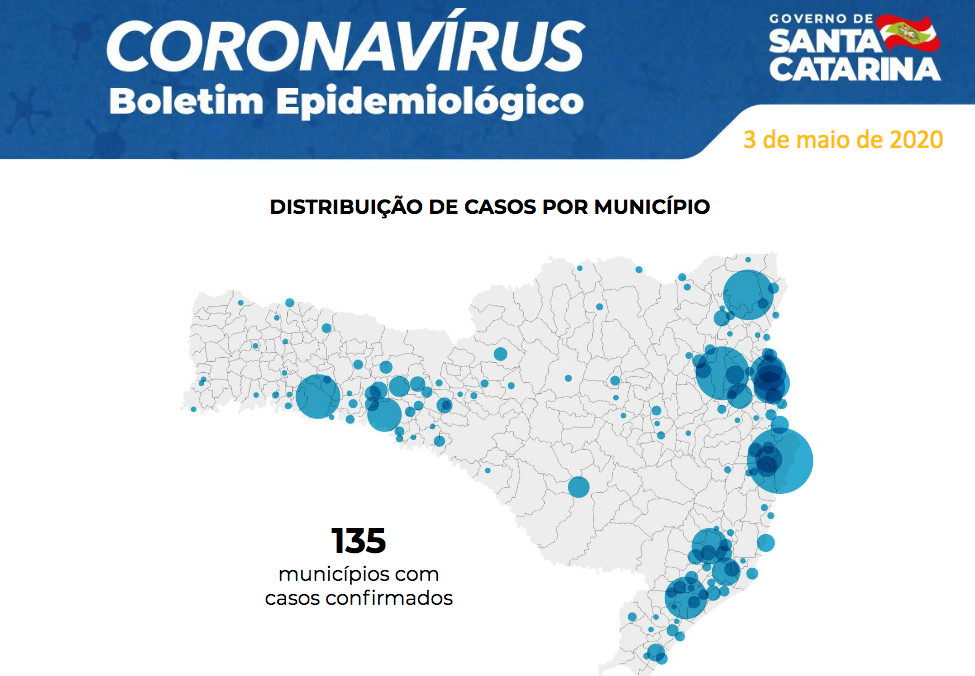 CORONAVÍRUS
Boletim Epidemiológico
GOVERNO DE
SANTA
CATARINA
3 de maio de 2020
DISTRIBUIÇÃO DE CASOS POR MUNICÍPIO
135
municípios com
casos confirmados